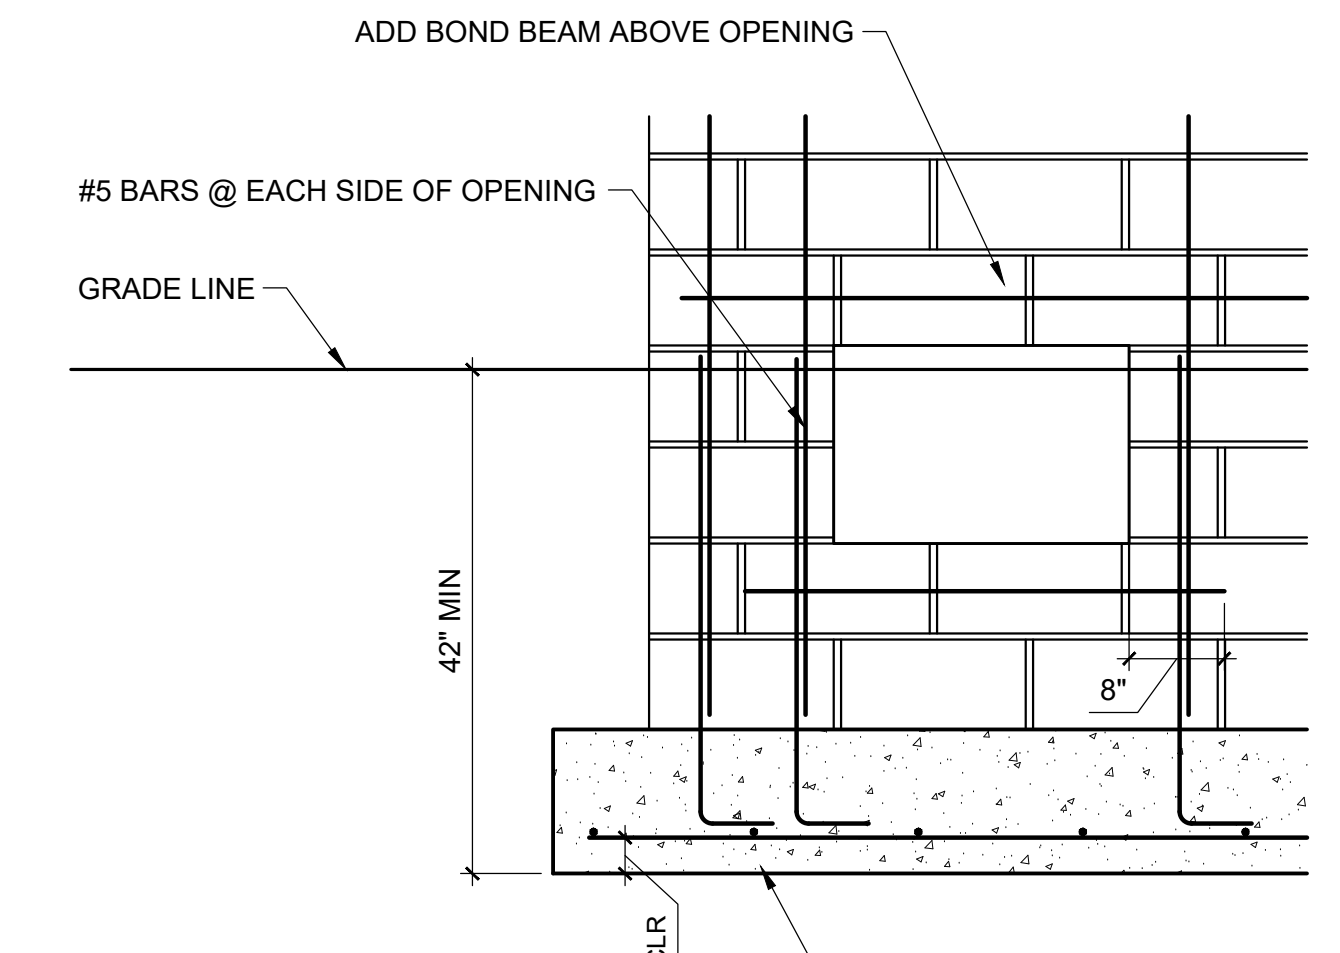 ADD BOND BEAM ABOVE OPENING
#5 BARS @ EACH SIDE OF OPENING
GRADE LINE
42" MIN
8"
CLR